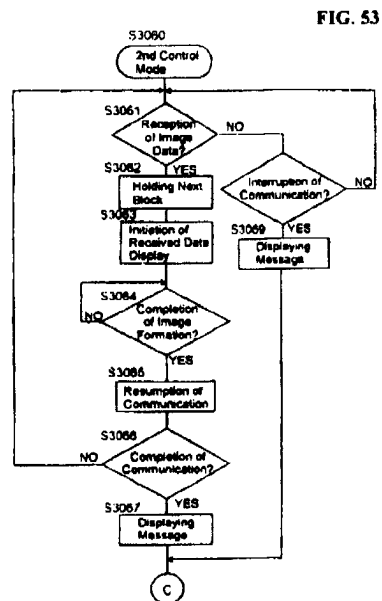 FIG. 53
S3060
2nd Control
Mode
S3061
Reception
of Image
Data?
NO
YES
S3062
Holding Next
Block
S3063
Initiation of
Received Data
Display
Interruption of
Communication?
NO
YES
S3069
Displaying
Message
S3064
Completion
of Image
Formation?
NO
YES
S3065
Resumption of
Communication
S3066
Completion of
Communication?
NO
YES
S3067
Displaying
Message
C